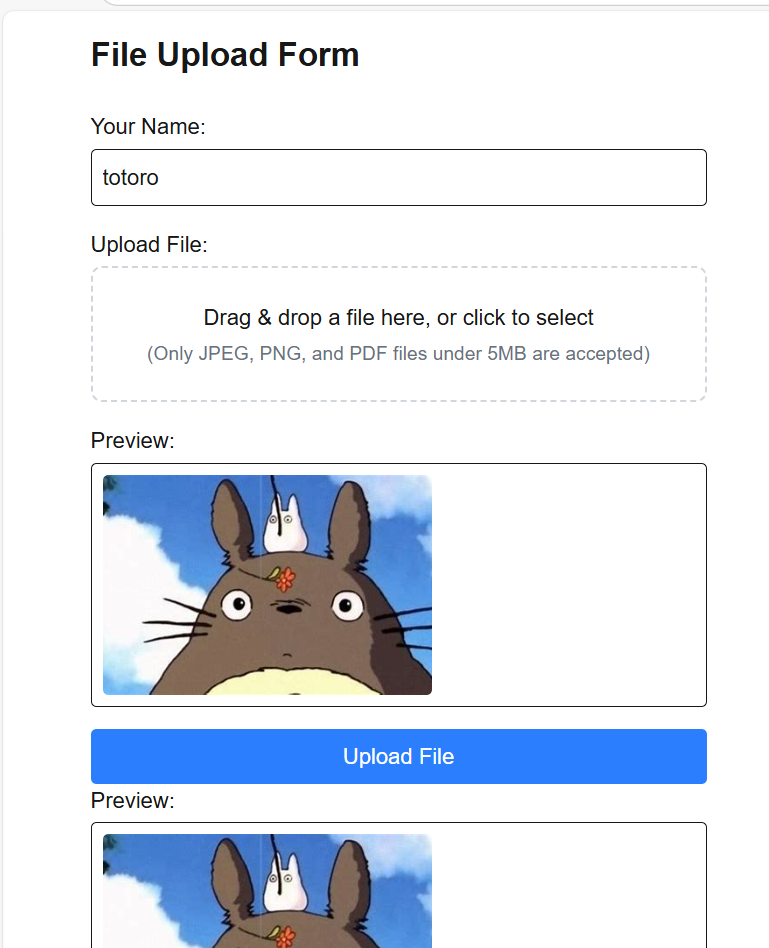 File Upload Form
Your Name:
totoro
Upload File:
Drag & drop a file here, or click to select
(Only JPEG, PNG, and PDF files under 5MB are accepted)
Preview:
Upload File
Preview: